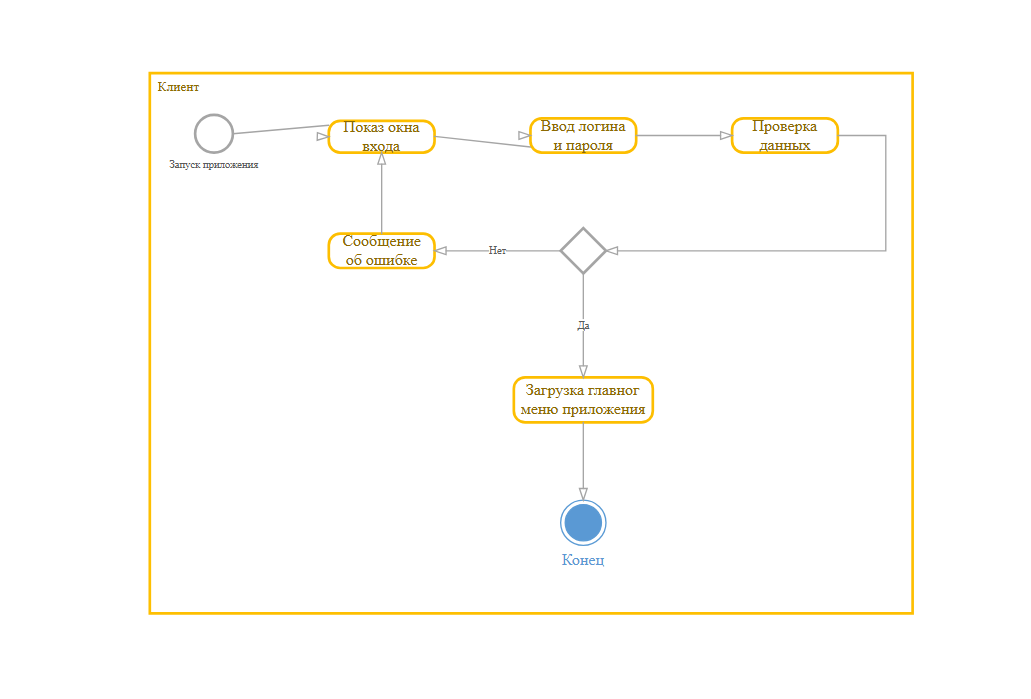 Клиент
Показ окна
входа
Ввод логина
и пароля
Проверка
данных
Запуск приложения
Сообщение
об ошибке
Нет
Да
Загрузка главног
меню приложения
Конец